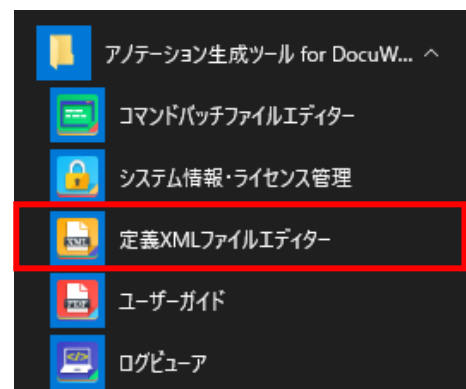 アノテーション生成ツール for DocuW...
コマンドバッチファイルエディター
システム情報・ライセンス管理
XML
定義XMLファイルエディター
PDF
ユーザーガイド
ログビューア